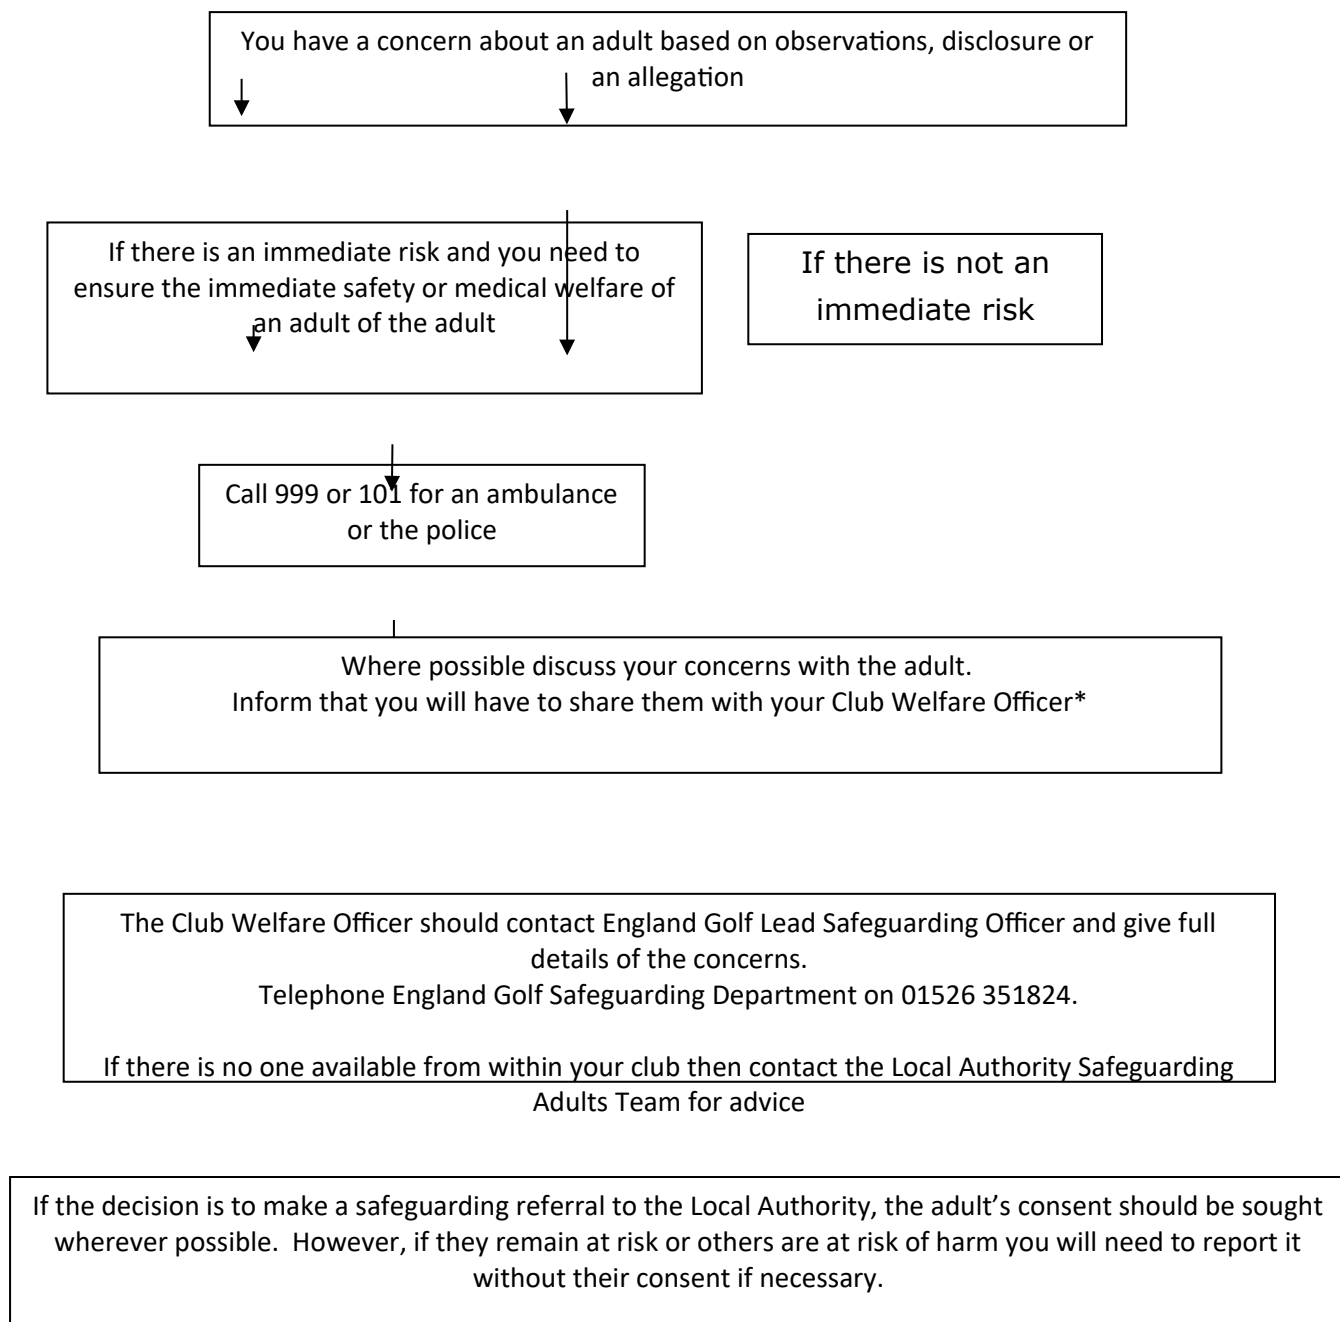 You have a concern about an adult based on observations, disclosure or
an allegation
If there is an immediate risk and you need to
ensure the immediate safety or medical welfare of
an adult of the adult
If there is not an
immediate risk
Call 999 or 101 for an ambulance
or the police
Where possible discuss your concerns with the adult.
Inform that you will have to share them with your Club Welfare Officer*
The Club Welfare Officer should contact England Golf Lead Safeguarding Officer and give full
details of the concerns.
Telephone England Golf Safeguarding Department on 01526 351824.
If there is no one available from within your club then contact the Local Authority Safeguarding
Adults Team for advice
If the decision is to make a safeguarding referral to the Local Authority, the adult’s consent should be sought
wherever possible.  However, if they remain at risk or others are at risk of harm you will need to report it
without their consent if necessary.